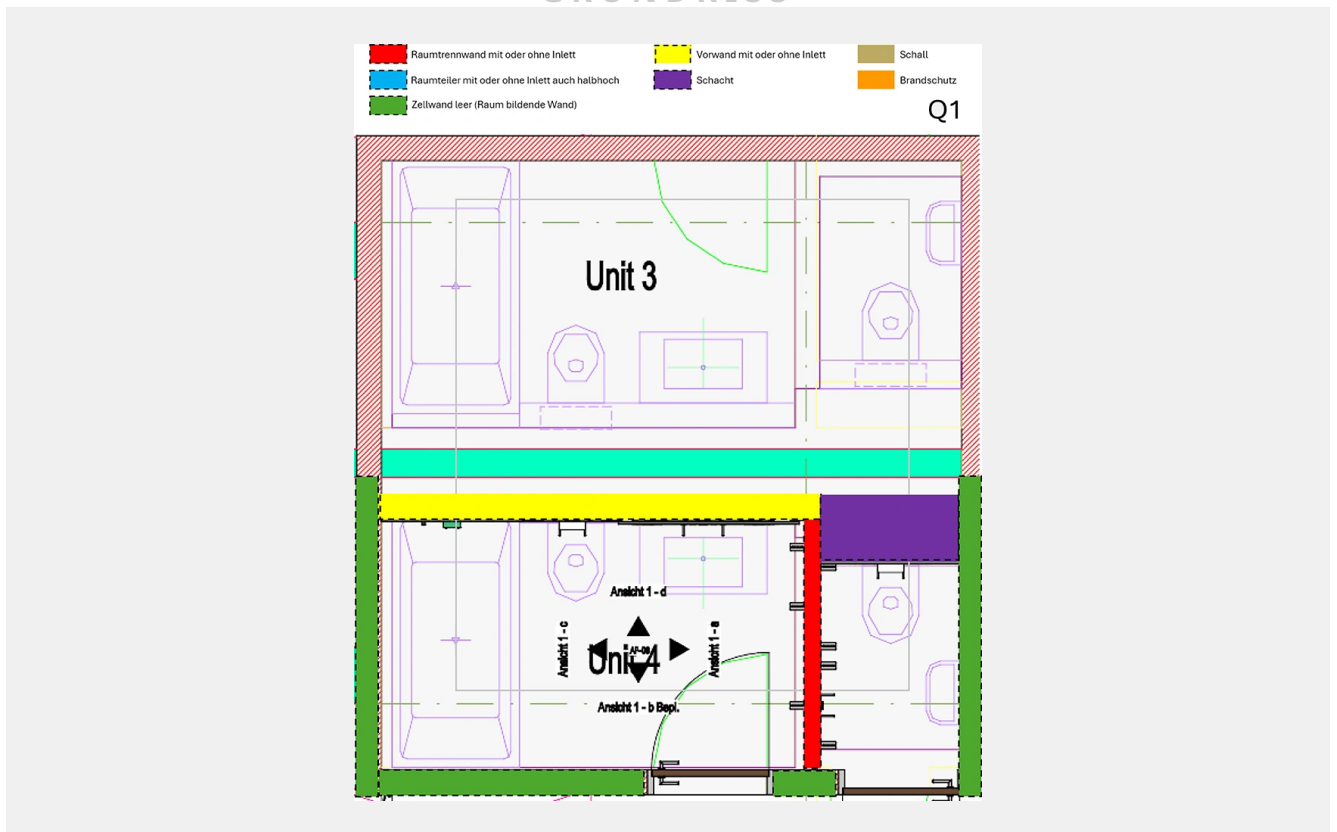 GRUNDRISS
Raumtrennwand mit oder ohne Inlett
Vorwand mit oder ohne Inlett
Schall
Raumteiler mit oder ohne Inlett auch halbhoch
Schacht
Brandschutz
Zellwand leer (Raum bildende Wand)
Q1
Unit 3
Ansicht 1 - d
Ansicht 1 - c
Ansicht 1 - a
Unit 4
Ansicht 1 - b Bepl.